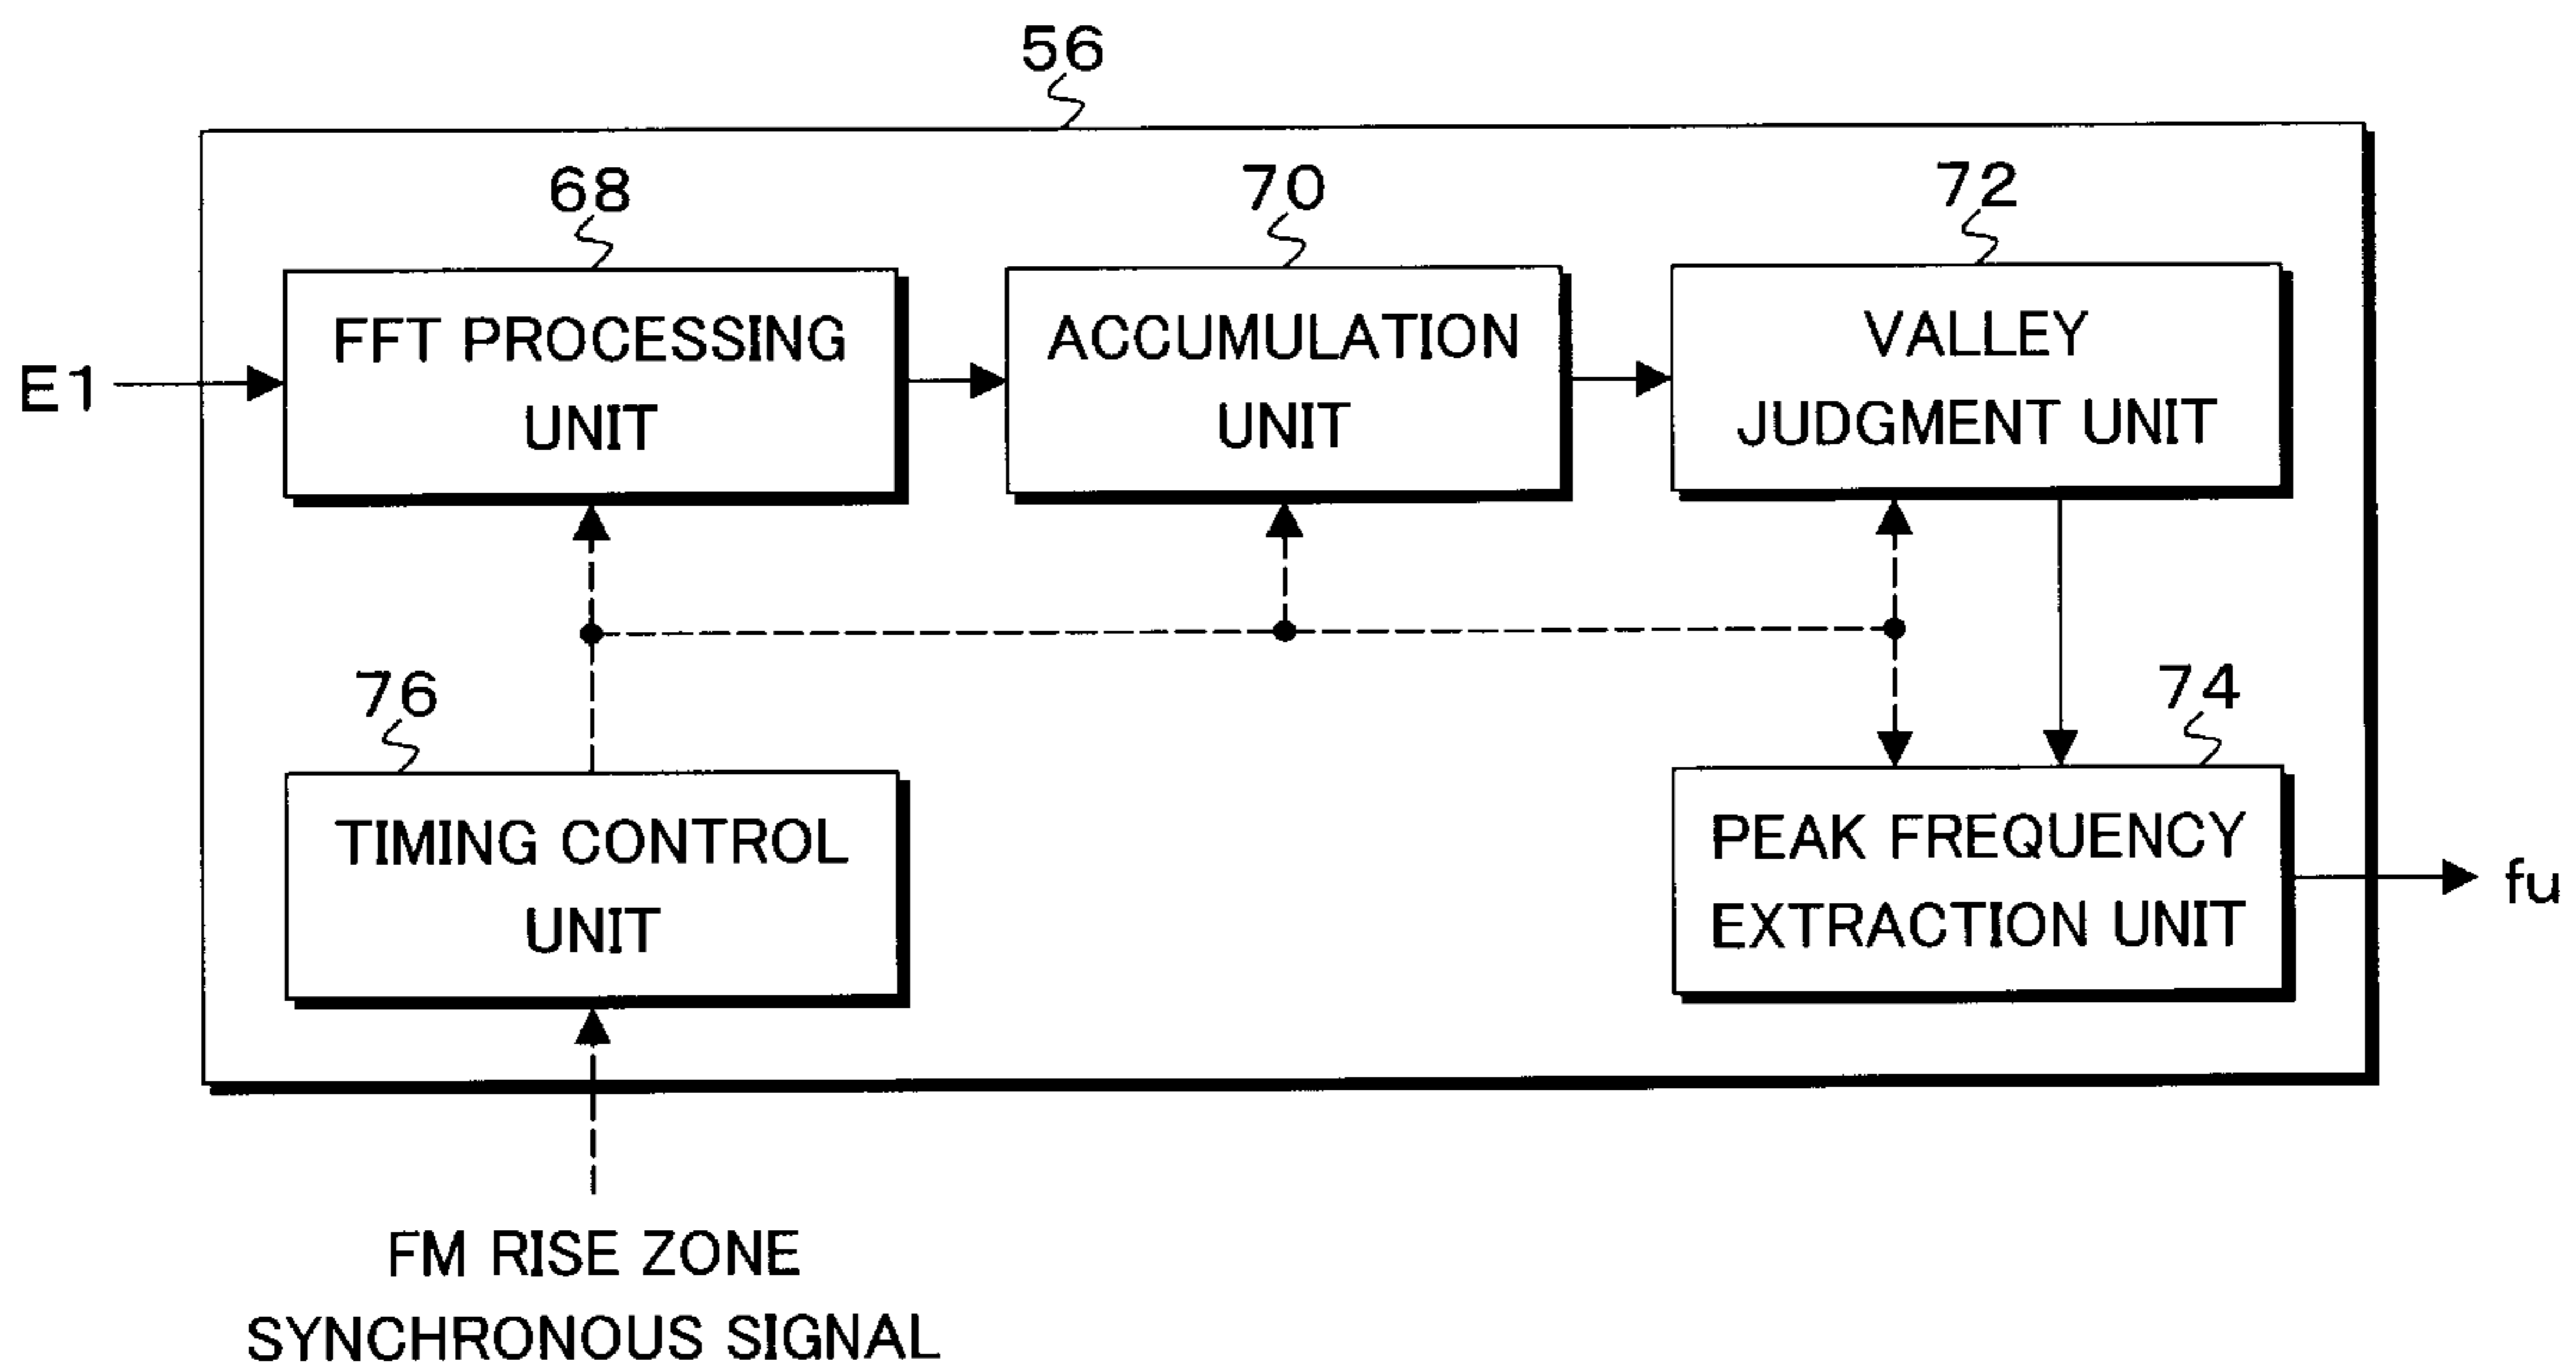 56
68
70
72
FFT PROCESSING
UNIT
ACCUMULATION
UNIT
VALLEY
JUDGMENT UNIT
E1
76
74
TIMING CONTROL
UNIT
PEAK FREQUENCY
EXTRACTION UNIT
fu
FM RISE ZONE
SYNCHRONOUS SIGNAL